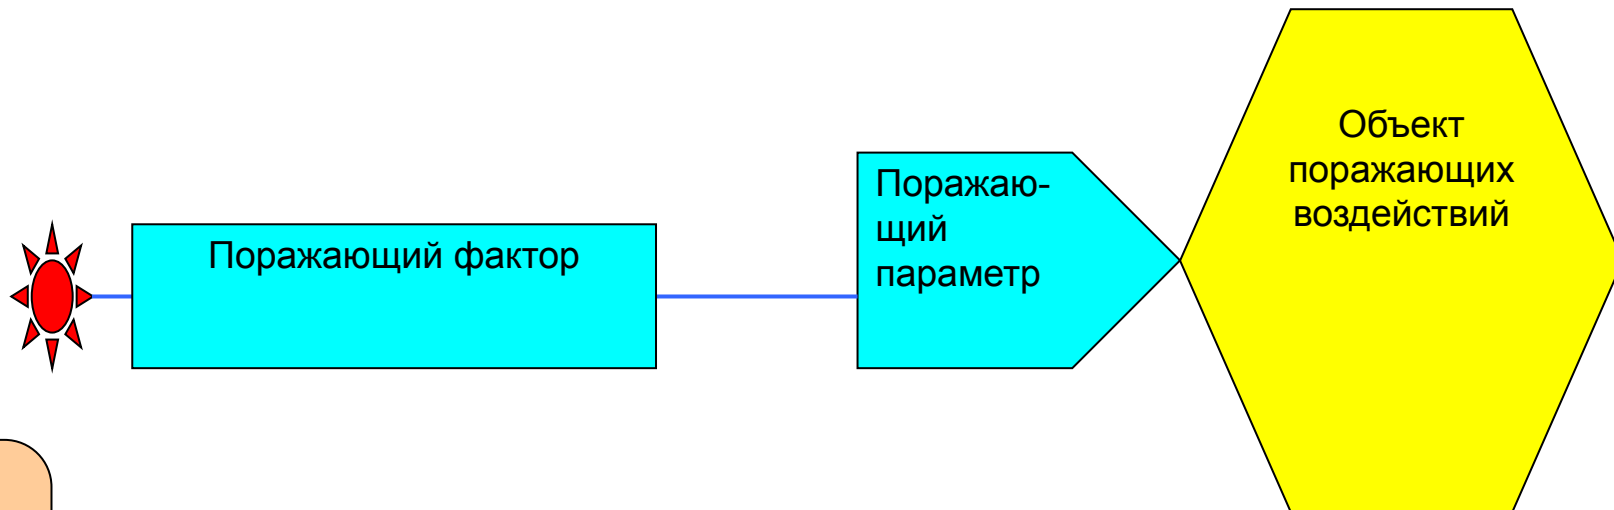 Поражающий фактор
Поражаю-
щий
параметр
Объект
поражающих
воздействий